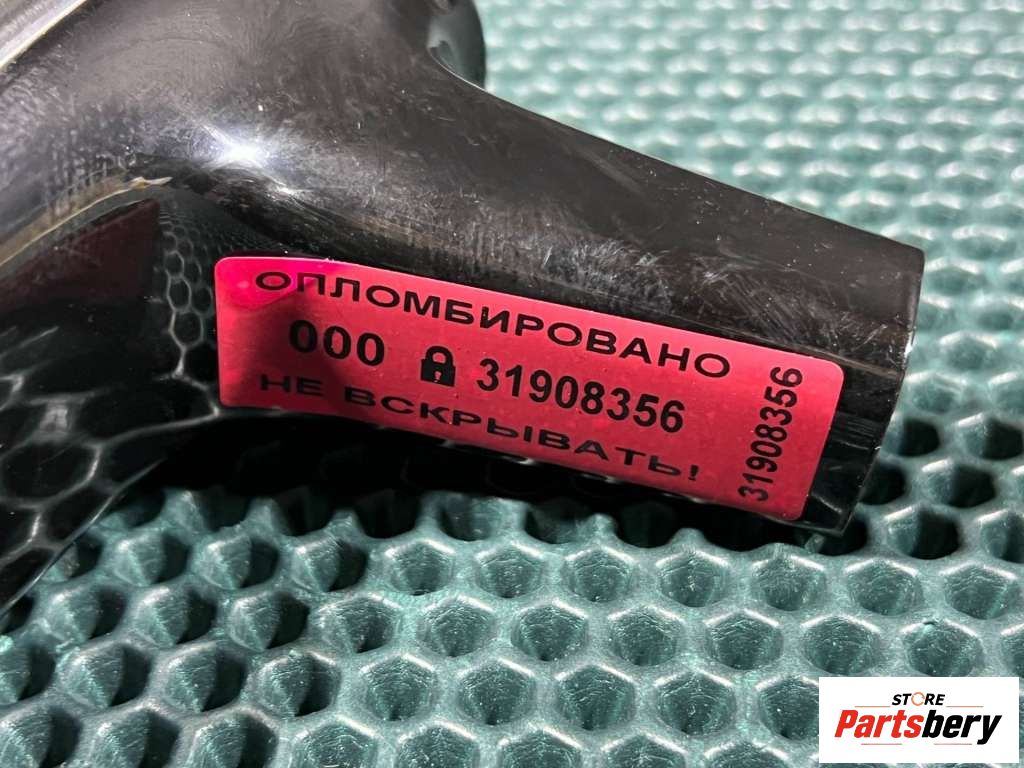 ОПЛОМБИРОВАНО
000 31908356
НЕ ВСКРЫВАТЬ!
31908356
STORE
Partsbery